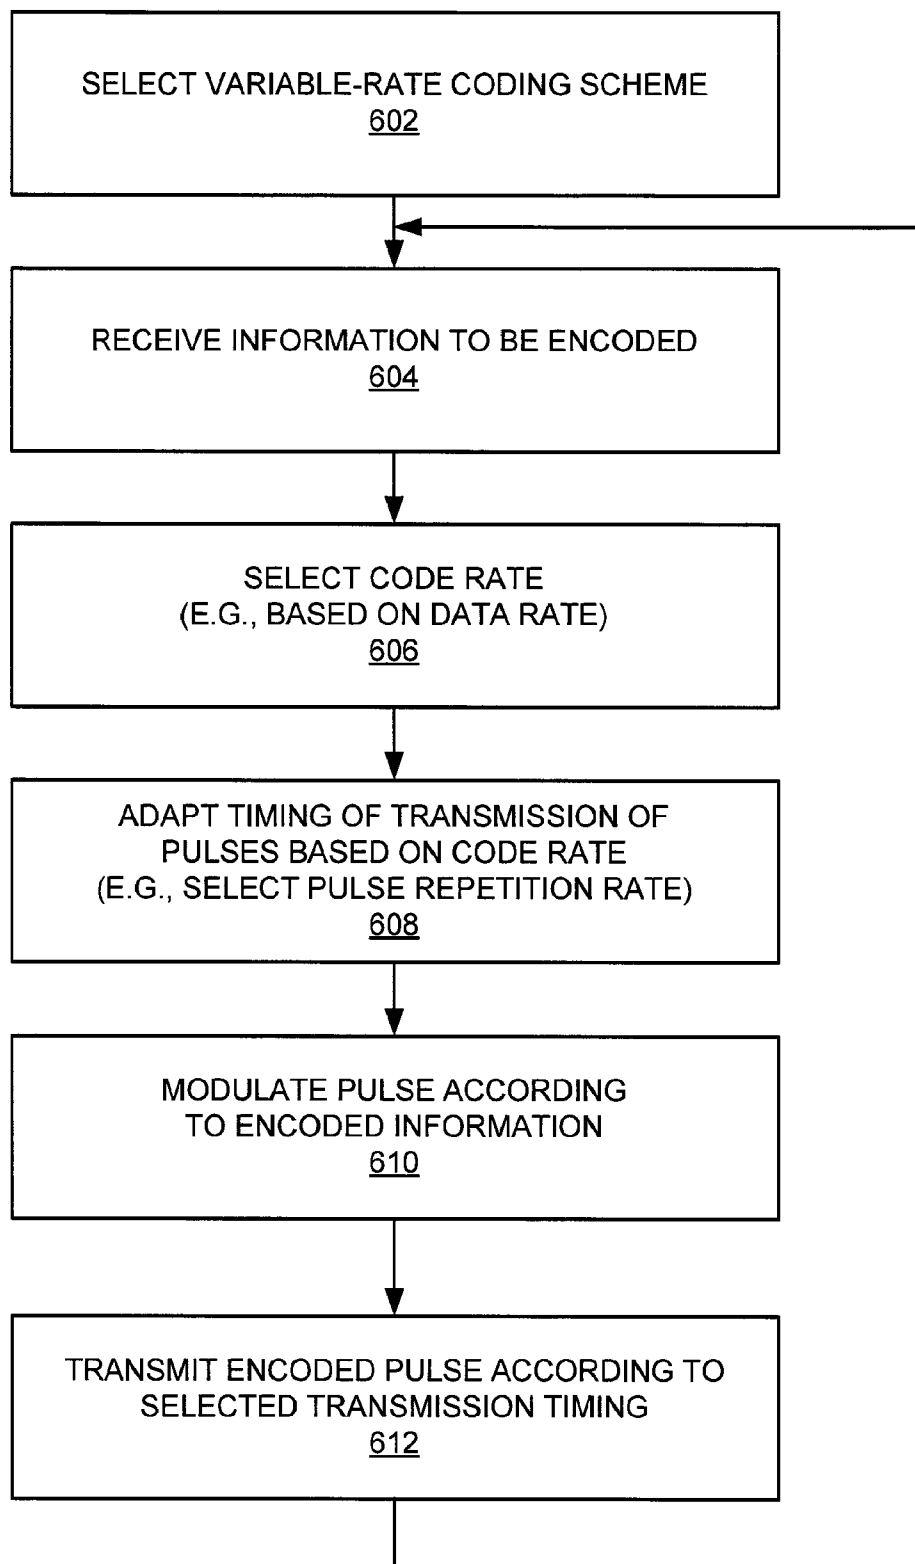 SELECT VARIABLE-RATE CODING SCHEME
602
RECEIVE INFORMATION TO BE ENCODED
604
SELECT CODE RATE
(E.G., BASED ON DATA RATE)
606
ADAPT TIMING OF TRANSMISSION OF
PULSES BASED ON CODE RATE
(E.G., SELECT PULSE REPETITION RATE)
608
MODULATE PULSE ACCORDING
TO ENCODED INFORMATION
610
TRANSMIT ENCODED PULSE ACCORDING TO
SELECTED TRANSMISSION TIMING
612